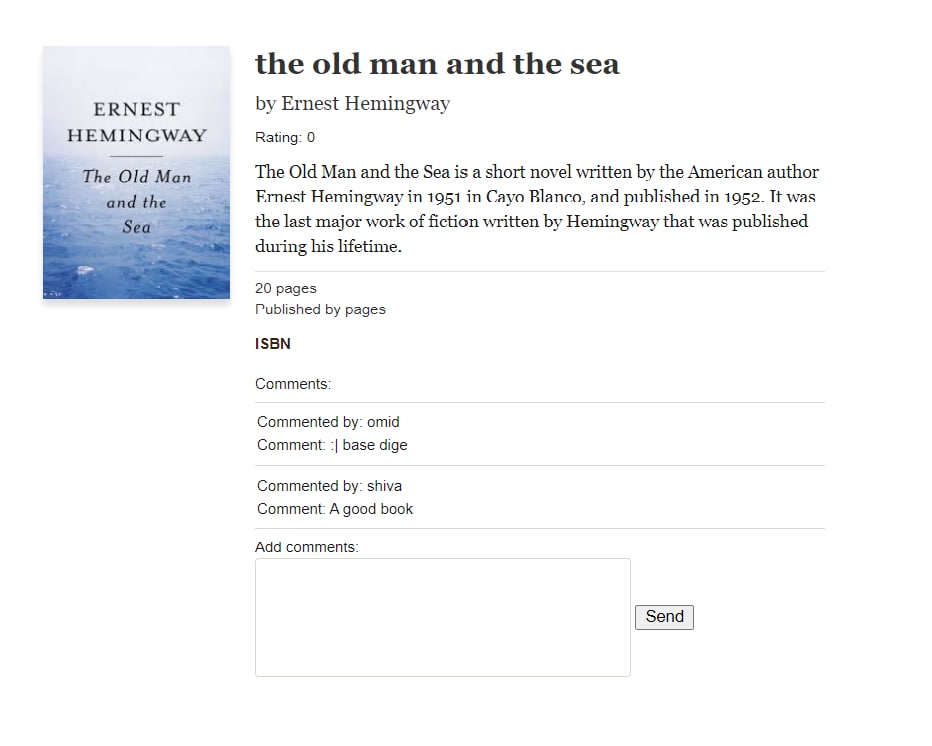 ERNEST
HEMINGWAY
The Old Man
and the
Sea
the old man and the sea
by Ernest Hemingway
Rating: 0
The Old Man and the Sea is a short novel written by the American author
Ernest Hemingway in 1951 in Cayo Blanco, and published in 1952. It was
the last major work of fiction written by Hemingway that was published
during his lifetime.
20 pages
Published by pages
ISBN
Comments:
Commented by: omid
Comment: :| base dige
Commented by: shiva
Comment: A good book
Add comments:
Send